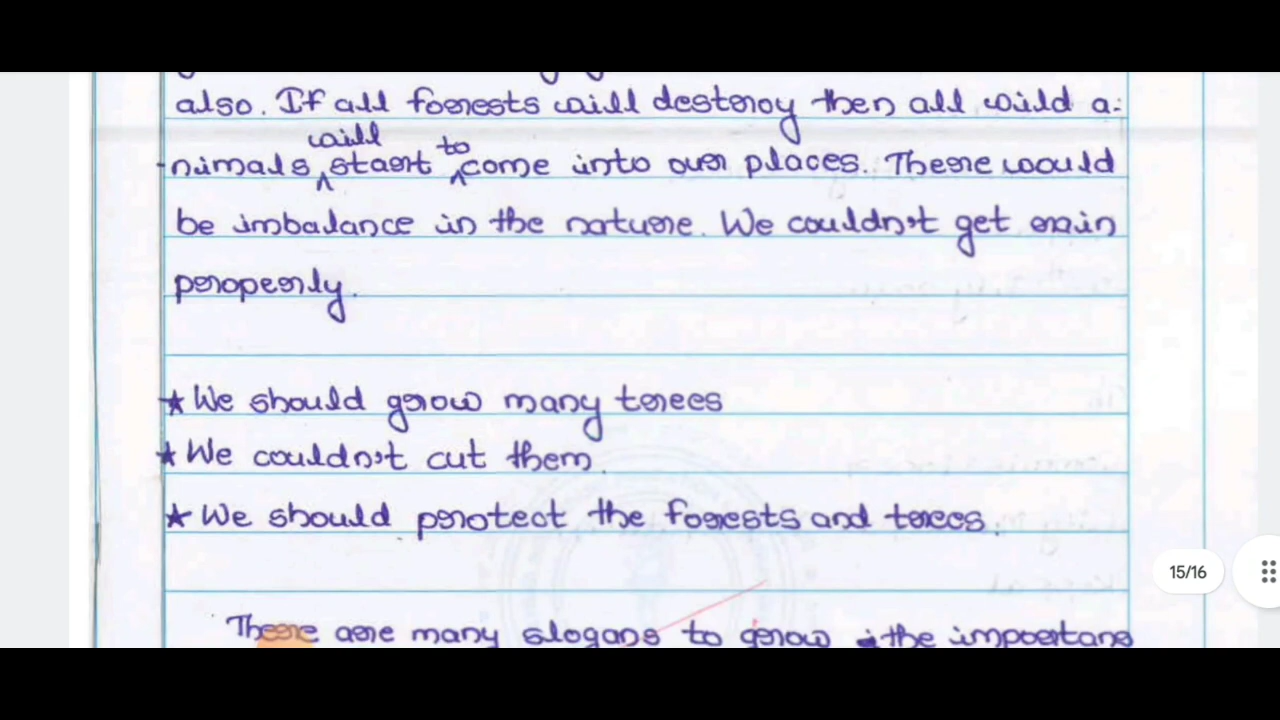 also. If all forests will destroy then all wild a-
will to
-nimals ^ start ^ come into our places. There would
be imbalance in the nature. We couldn't get rain
properly.
★ We should grow many trees
★ We couldn't cut them.
★ We should protect the forests and trees.
15/16
There are many slogans to grow the importans